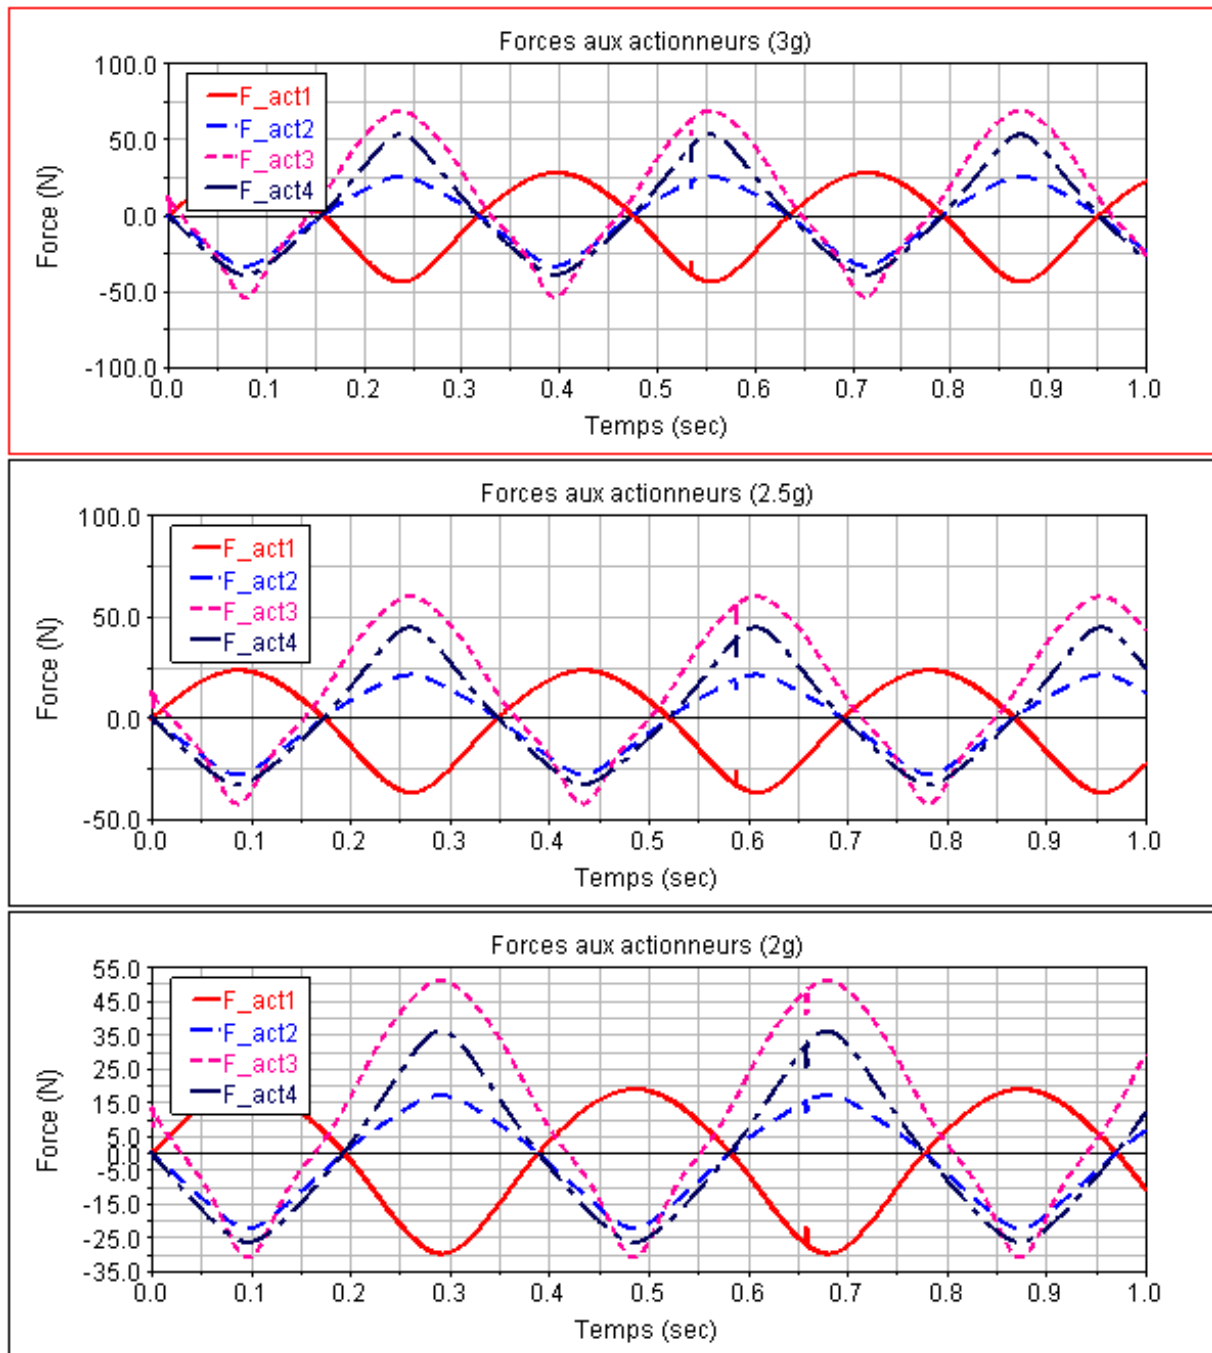 Forces aux actionneurs (3g)
100.0
50.0
0.0
-50.0
-100.0
Force (N)
F_act1
F_act2
F_act3
F_act4
0.0 0.1 0.2 0.3 0.4 0.5 0.6 0.7 0.8 0.9 1.0
Temps (sec)
Forces aux actionneurs (2.5g)
100.0
50.0
0.0
-50.0
Force (N)
F_act1
F_act2
F_act3
F_act4
0.0 0.1 0.2 0.3 0.4 0.5 0.6 0.7 0.8 0.9 1.0
Temps (sec)
Forces aux actionneurs (2g)
55.0
45.0
35.0
25.0
15.0
5.0
0.0
-5.0
-15.0
-25.0
-35.0
Force (N)
F_act1
F_act2
F_act3
F_act4
0.0 0.1 0.2 0.3 0.4 0.5 0.6 0.7 0.8 0.9 1.0
Temps (sec)